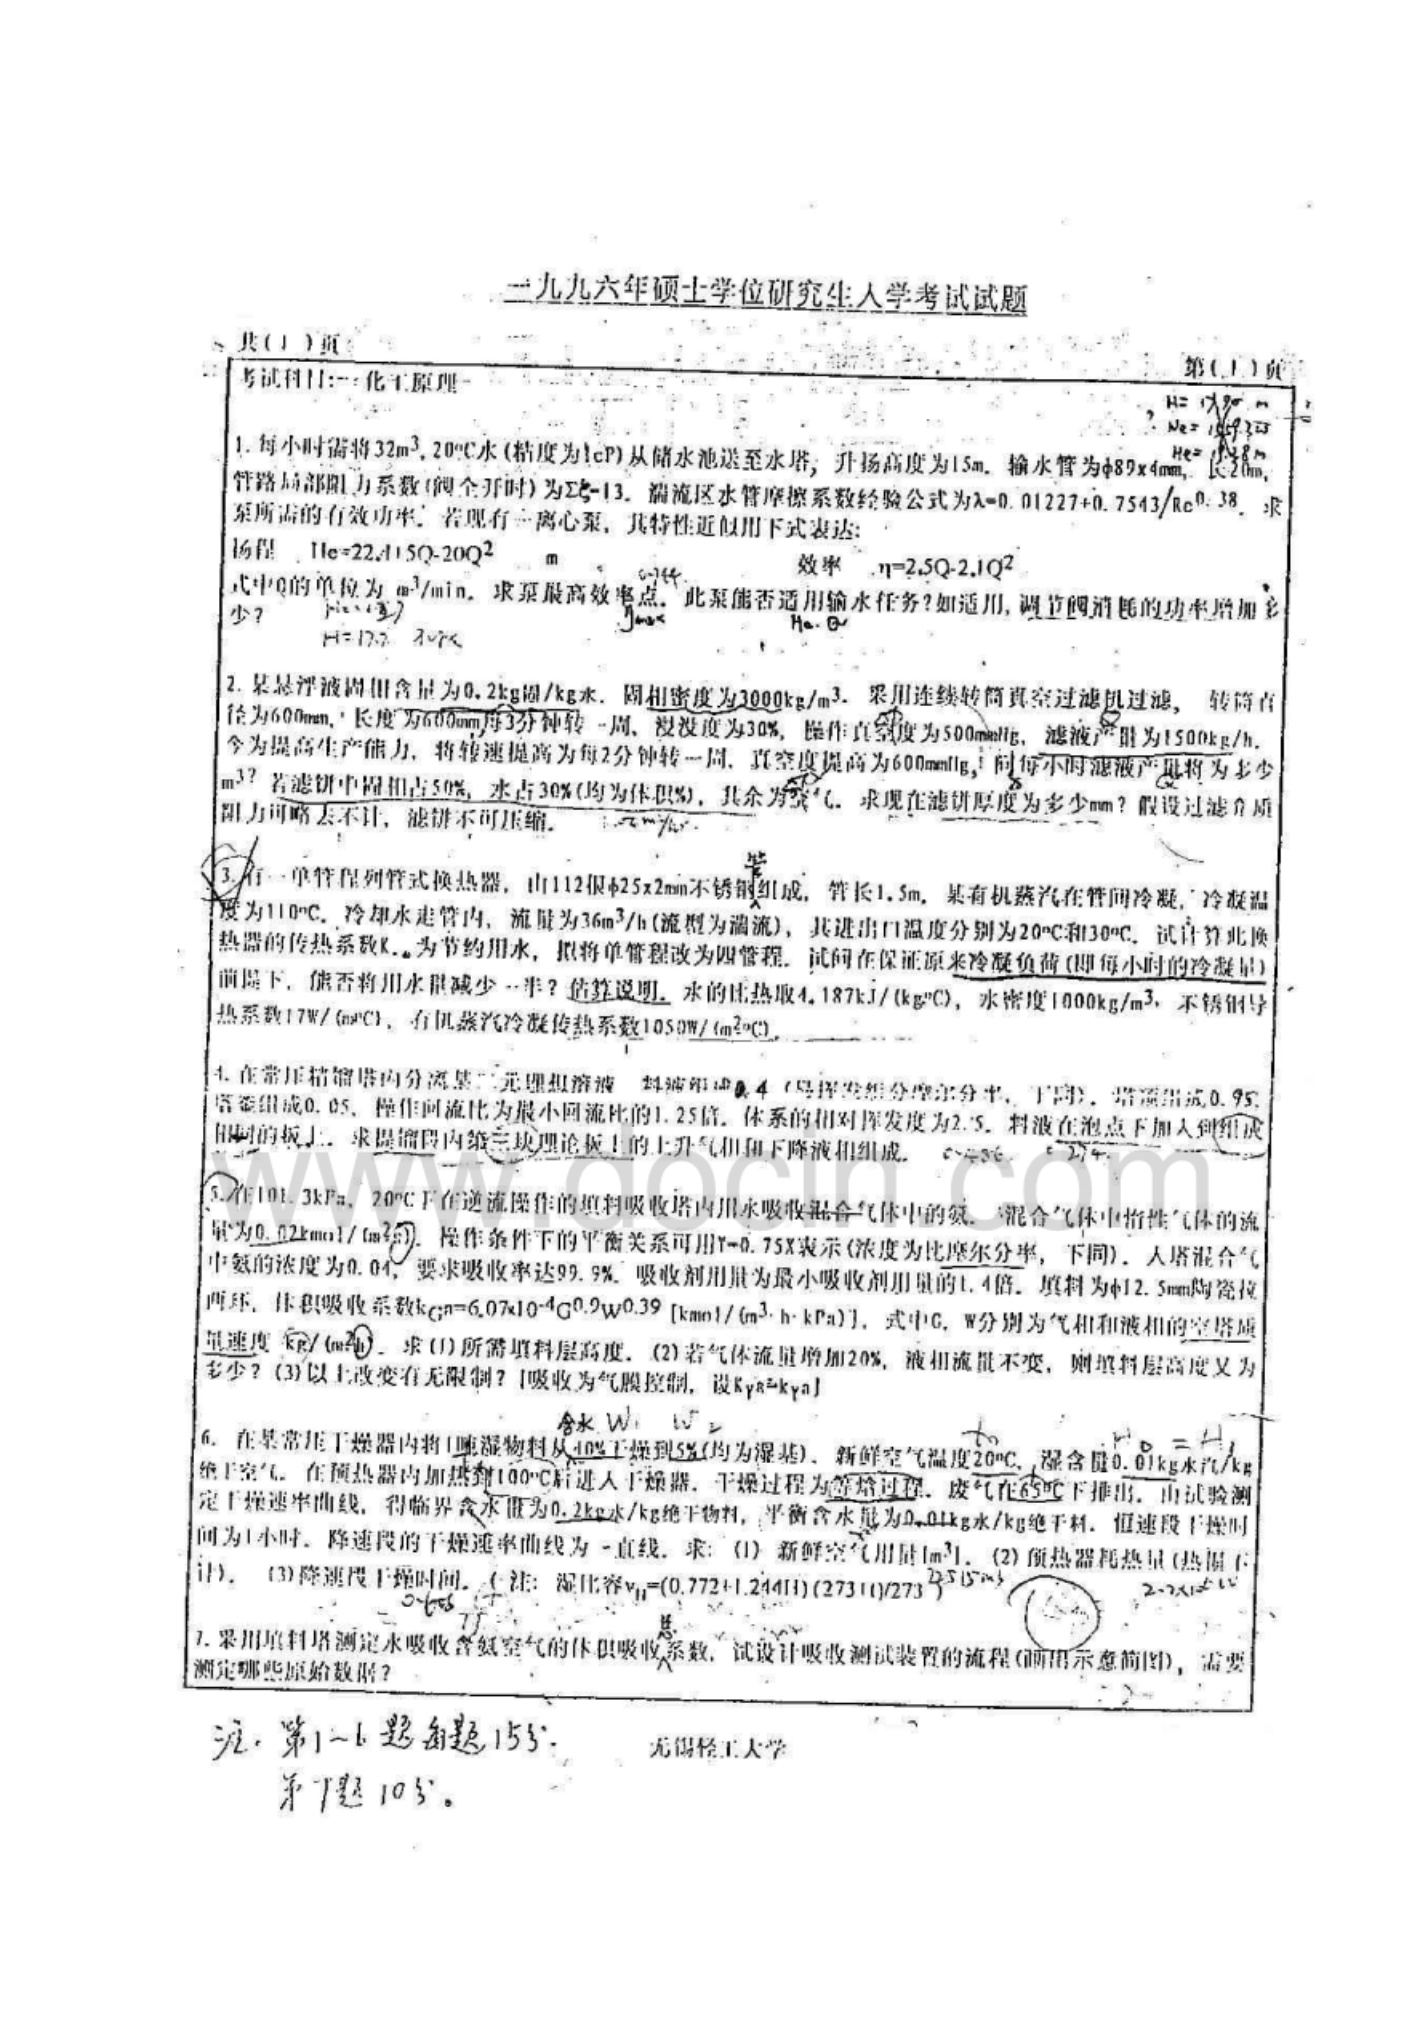 一九九六年硕士学位研究生入学考试试题
共(1)页
第(1)页
考试科目: 化工原理
H= m
Ne=
He= m
1. 每小时需将32m³, 20ºC水(粘度为1cP)从储水池送至水塔, 升扬高度为15m. 输水管为φ89x4mm, 长20m,
管路局部阻力系数(阀全开时)为Σξ=13. 湍流区水管摩擦系数经验公式为λ=0.01227+0.7543/Re^0.38. 求
泵所需的有效功率. 若现有一离心泵, 其特性近似用下式表达:
扬程 He=22.415Q-20Q² m 效率 η=2.5Q-2.1Q²
式中Q的单位为 m³/min. 求泵最高效率点. 此泵能否适用输水任务?如适用, 调节阀消耗的功率增加多
少? H=17.7 ηmax He~Q
2. 某悬浮液固相含量为0.2kg固/kg水. 固相密度为3000kg/m³. 采用连续转筒真空过滤机过滤, 转筒直
径为600mm, 长度为600mm,每3分钟转一周, 浸没度为30%, 操作真空度为500mmHg, 滤液产量为1500kg/h.
今为提高生产能力, 将转速提高为每2分钟转一周, 真空度提高为600mmHg, 问每小时滤液产量将为多少
m³? 若滤饼中固相占50%, 水占30%(均为体积%), 其余为空气. 求现在滤饼厚度为多少mm? 假设过滤介质
阻力可略去不计, 滤饼不可压缩. m³/hr.
3. 有一单管程列管式换热器, 由112根φ25x2mm不锈钢管组成, 管长1.5m. 某有机蒸汽在管间冷凝, 冷凝温
度为110ºC. 冷却水走管内, 流量为36m³/h(流型为湍流), 其进出口温度分别为20ºC和30ºC. 试计算此换
热器的传热系数K. 为节约用水, 拟将单管程改为四管程. 试问在保证原来冷凝负荷(即每小时的冷凝量)
前提下, 能否将用水量减少一半? 估算说明. 水的比热取4.187kJ/(kgºC), 水密度1000kg/m³, 不锈钢导
热系数17W/(mºC), 有机蒸汽冷凝传热系数1050W/(m²ºC).
4. 在常压精馏塔内分离某二元理想溶液 料液组成0.4 (易挥发组分摩尔分率, 下同). 塔顶组成0.95,
塔釜组成0.05, 操作回流比为最小回流比的1.25倍. 体系的相对挥发度为2.5. 料液在泡点下加入到组成
相同的板上. 求提馏段内第三块理论板上的上升气相和下降液相组成. 0.436 0.274
5. 在101.3kPa, 20ºC下在逆流操作的填料吸收塔内用水吸收混合气体中的氨. 混合气体中惰性气体的流
量为0.02kmol/(m²s). 操作条件下的平衡关系可用Y=0.75X表示(浓度为比摩尔分率, 下同). 入塔混合气
中氨的浓度为0.04, 要求吸收率达99.9%. 吸收剂用量为最小吸收剂用量的1.4倍. 填料为φ12.5mm陶瓷拉
西环, 体积吸收系数kGa=6.07x10⁻⁴G^0.9W^0.39 [kmol/(m³·h·kPa)], 式中G, W分别为气相和液相的空塔质
量速度 kg/(m²h). 求(1)所需填料层高度. (2)若气体流量增加20%, 液相流量不变, 则填料层高度又为
多少? (3)以上改变有无限制? [吸收为气膜控制, 设Kya=kya]
含水 W₁ W₂ t₀ H₀=H₁
6. 在某常压干燥器内将1吨湿物料从40%干燥到5%(均为湿基). 新鲜空气温度20ºC, 湿含量0.01kg水汽/kg
绝干空气. 在预热器内加热到100ºC后进入干燥器. 干燥过程为等焓过程. 废气在65ºC下排出. 由试验测
定干燥速率曲线, 得临界含水量为0.2kg水/kg绝干物料, 平衡含水量为0.01kg水/kg绝干料. 恒速段干燥时
间为1小时. 降速段的干燥速率曲线为一直线. 求: (1) 新鲜空气用量[m³]. (2) 预热器耗热量(热损不
计). (3)降速段干燥时间. (注: 湿比容vH=(0.772+1.244H)(273+t)/273)
7. 采用填料塔测定水吸收含氨空气的体积吸收总系数. 试设计吸收测试装置的流程(画出示意简图), 需要
测定哪些原始数据?
注. 第1~6题每题15分.
第7题10分.
无锡轻工大学
www.docin.com